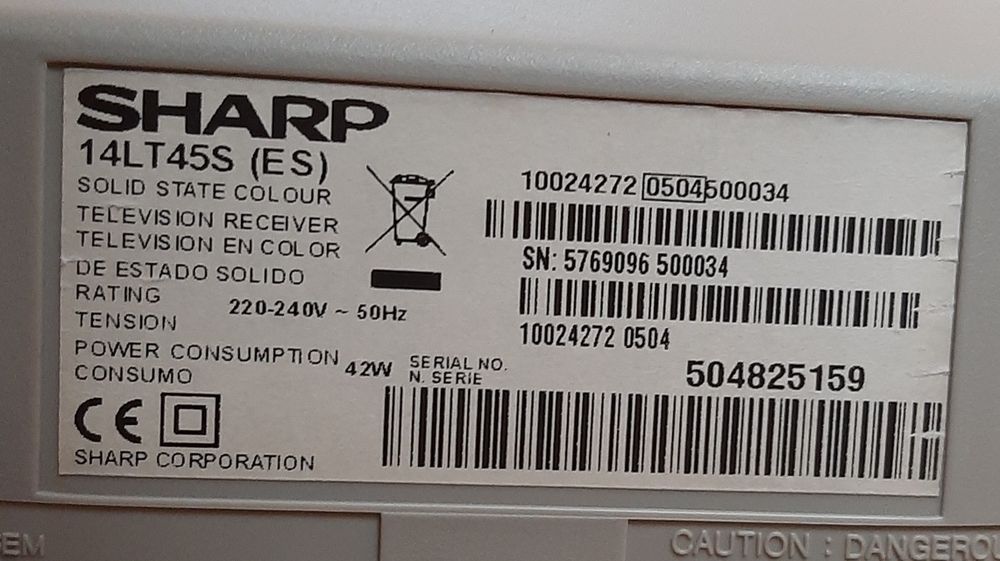 SHARP
14LT45S (ES)
SOLID STATE COLOUR
TELEVISION RECEIVER
TELEVISION EN COLOR
DE ESTADO SOLIDO
RATING
220-240V ~ 50Hz
TENSION
POWER CONSUMPTION
42W
CONSUMO
CE
SHARP CORPORATION
10024272 0504500034
SN: 5769096 500034
10024272 0504
SERIAL NO.
N. SERIE
504825159
CAUTION : DANGEROU